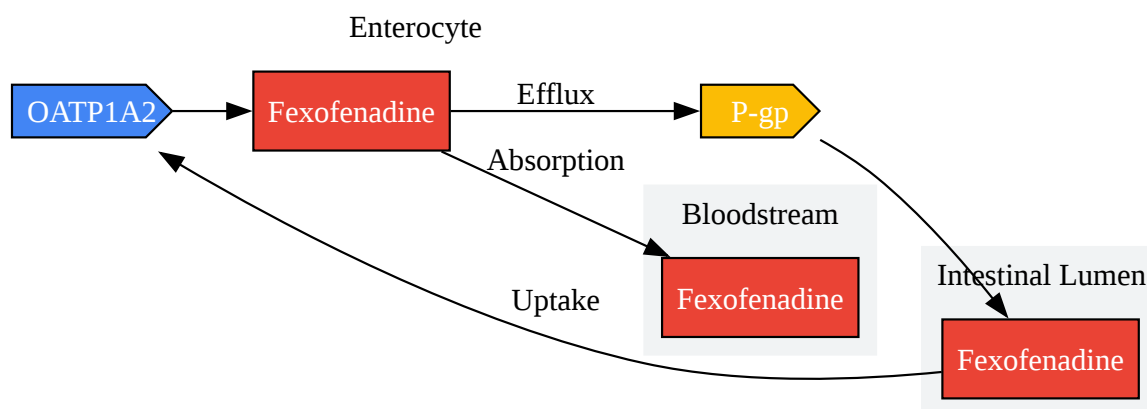 Enterocyte
OATP1A2
Fexofenadine
Efflux
P-gp
Absorption
Bloodstream
Fexofenadine
Uptake
Intestinal Lumen
Fexofenadine